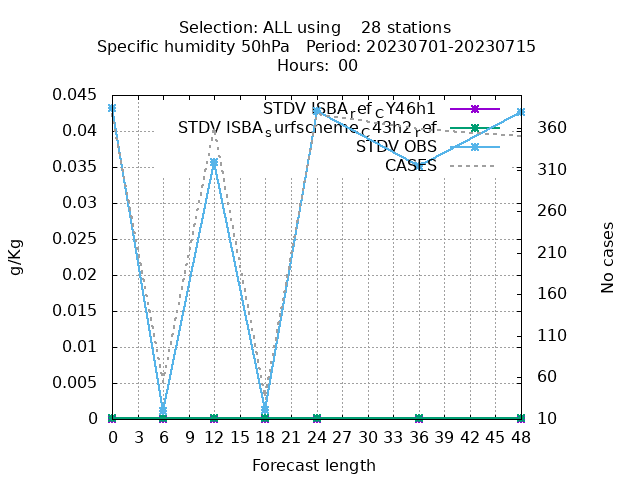 Selection: ALL using    28 stations
Specific humidity 50hPa   Period: 20230701-20230715
Hours: 00
0.045
0.04
0.035
0.03
0.025
0.02
0.015
0.01
0.005
0
g/Kg
STDV ISBA_ref_CY46h1
STDV ISBA_surfscheme_C43h2_ref
STDV OBS
CASES
360
310
260
210
160
110
60
10
No cases
0 3 6 9 12 15 18 21 24 27 30 33 36 39 42 45 48
Forecast length